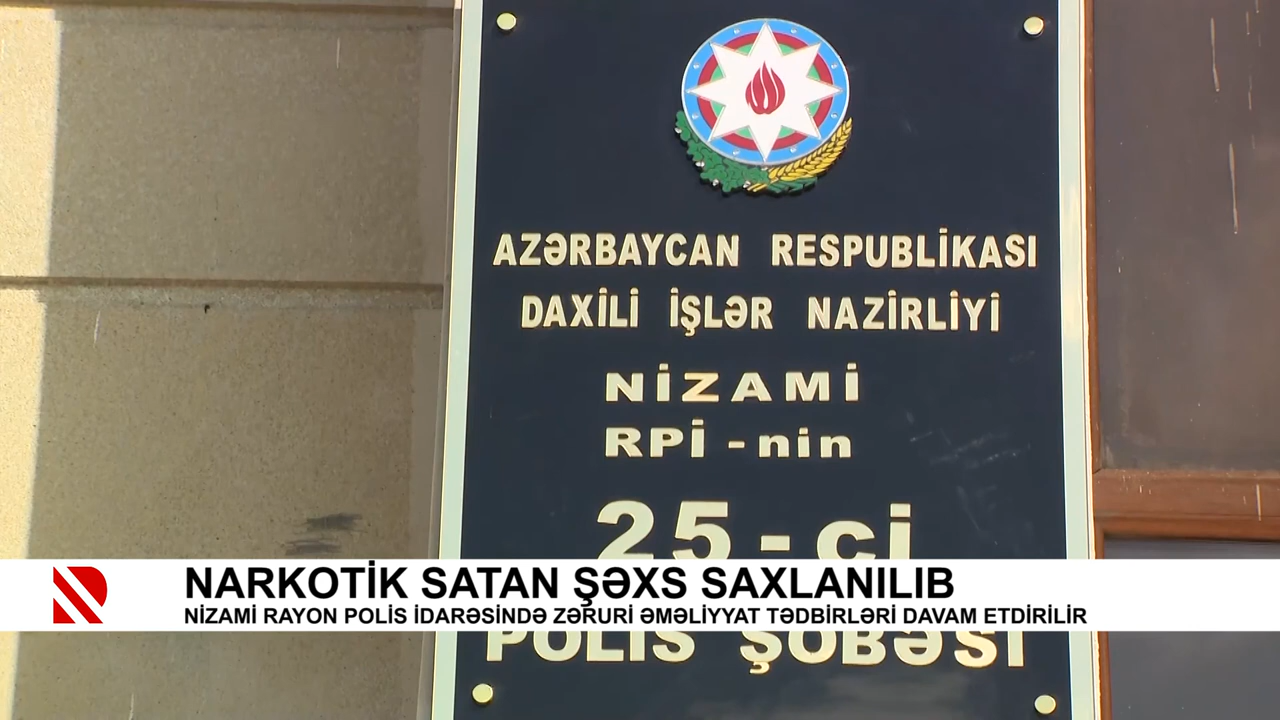 AZƏRBAYCAN RESPUBLİKASI
DAXİLİ İŞLƏR NAZİRLİYİ
NİZAMİ
RPİ-nin
25-ci
NARKOTİK SATAN ŞƏXS SAXLANILIB
NİZAMİ RAYON POLİS İDARƏSİNDƏ ZƏRURİ ƏMƏLİYYAT TƏDBİRLƏRİ DAVAM ETDİRİLİR
POLİS ŞÖBƏSİ